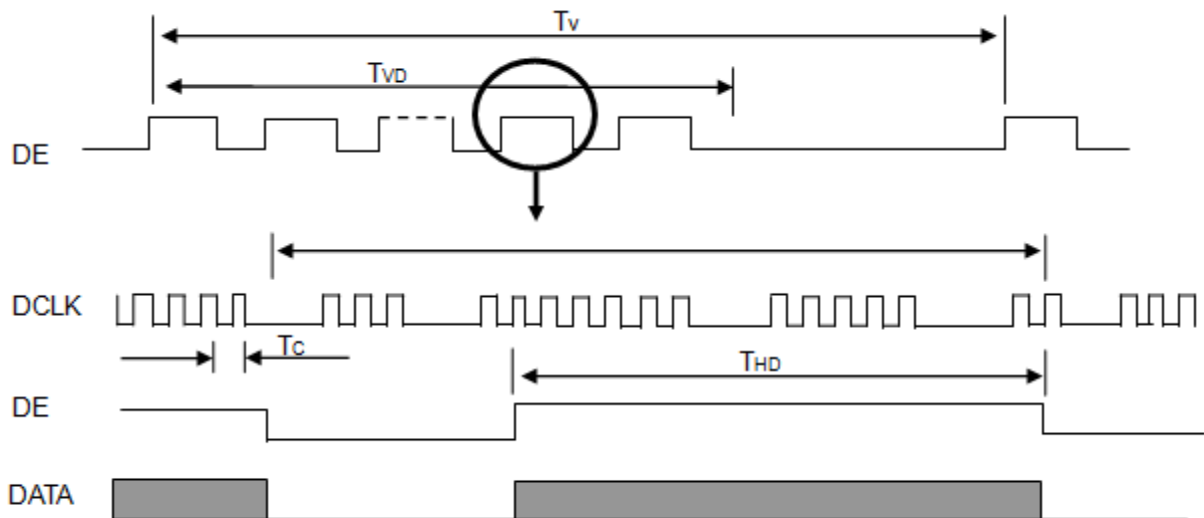 Tv
TVD
DE
DCLK
TC
THD
DE
DATA